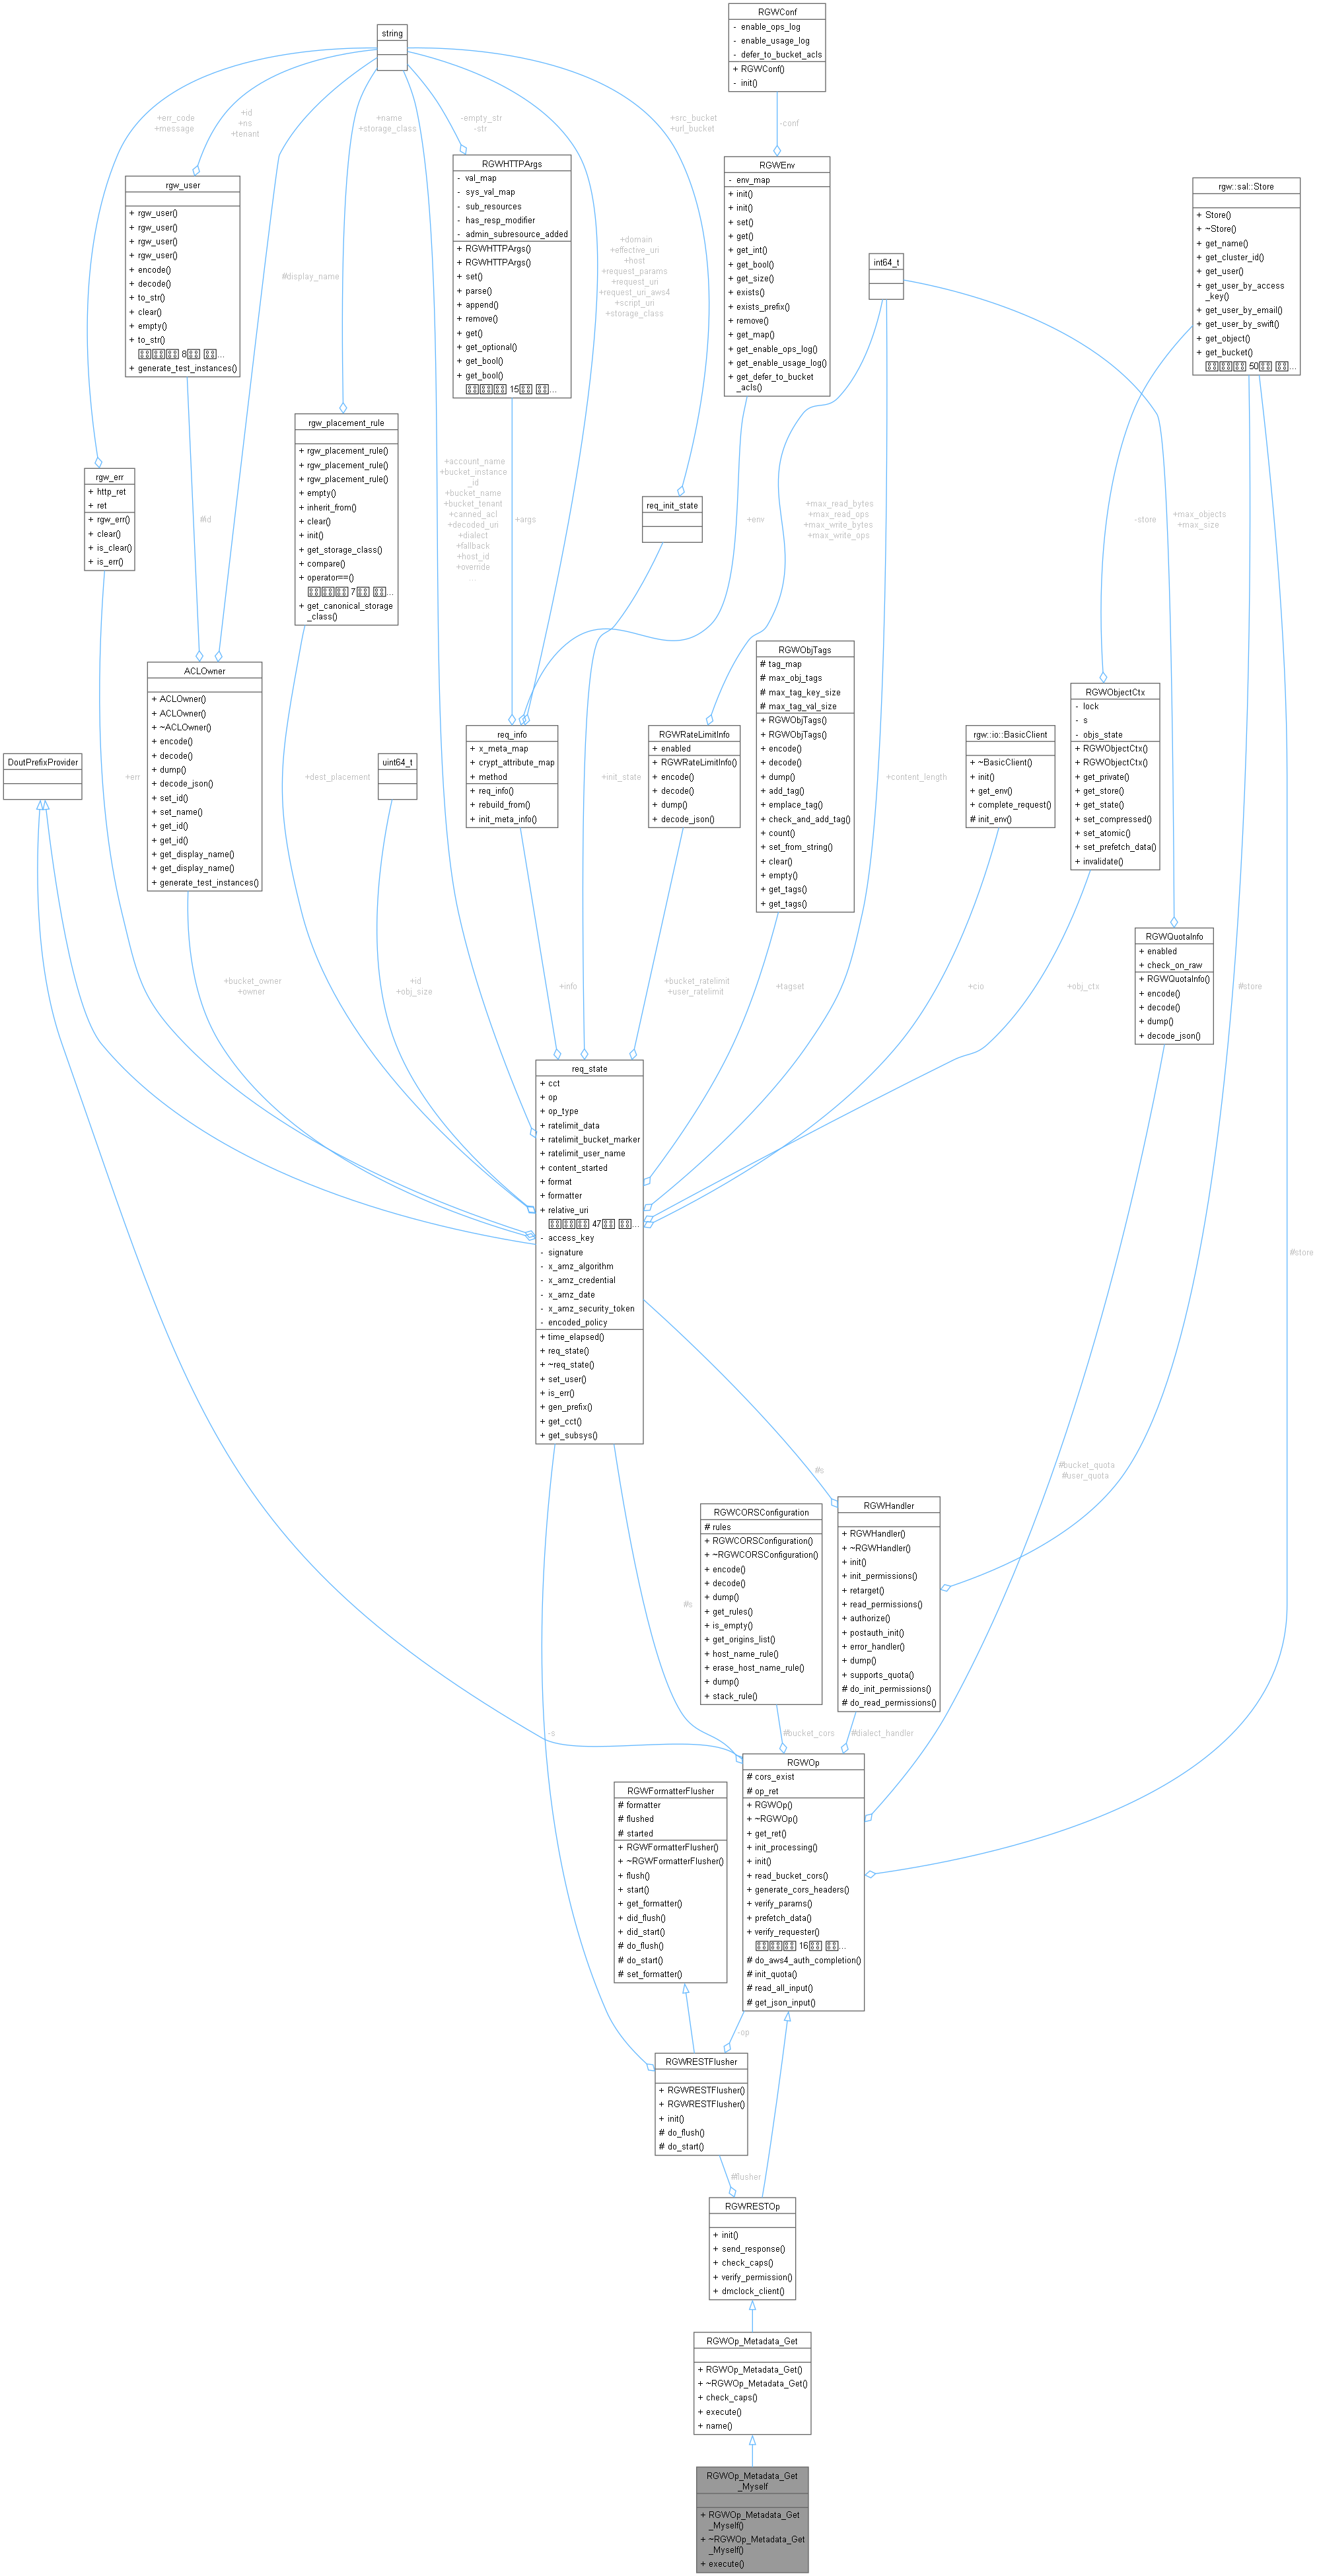 RGWConf
- enable_ops_log
- enable_usage_log
- defer_to_bucket_acls
+ RGWConf()
- init()
string
-conf
+err_code
+message
+id
+ns
+tenant
+name
+storage_class
-empty_str
-str
+src_bucket
+url_bucket
RGWHTTPArgs
- val_map
- sys_val_map
- sub_resources
- has_resp_modifier
- admin_subresource_added
+ RGWHTTPArgs()
+ RGWHTTPArgs()
+ set()
+ parse()
+ append()
+ remove()
+ get()
+ get_optional()
+ get_bool()
+ get_bool()
15
...
RGWEnv
- env_map
+ init()
+ init()
+ set()
+ get()
+ get_int()
+ get_bool()
+ get_size()
+ exists()
+ exists_prefix()
+ remove()
+ get_map()
+ get_enable_ops_log()
+ get_enable_usage_log()
+ get_defer_to_bucket
_acls()
rgw_user
+ rgw_user()
+ rgw_user()
+ rgw_user()
+ rgw_user()
+ encode()
+ decode()
+ to_str()
+ clear()
+ empty()
+ to_str()
8
...
+ generate_test_instances()
rgw::sal::Store
+ Store()
+ ~Store()
+ get_name()
+ get_cluster_id()
+ get_user()
+ get_user_by_access
_key()
+ get_user_by_email()
+ get_user_by_swift()
+ get_object()
+ get_bucket()
50
...
int64_t
#display_name
+domain
+effective_uri
+host
+request_params
+request_uri
+request_uri_aws4
+script_uri
+storage_class
rgw_placement_rule
+ rgw_placement_rule()
+ rgw_placement_rule()
+ rgw_placement_rule()
+ empty()
+ inherit_from()
+ clear()
+ init()
+ get_storage_class()
+ compare()
+ operator==()
7
...
+ get_canonical_storage
_class()
rgw_err
+ http_ret
+ ret
+ rgw_err()
+ clear()
+ is_clear()
+ is_err()
#id
+account_name
+bucket_instance
_id
+bucket_name
+bucket_tenant
+canned_acl
+decoded_uri
+dialect
+fallback
+host_id
+override
...
+args
req_init_state
+env
+max_read_bytes
+max_read_ops
+max_write_bytes
+max_write_ops
-store
+max_objects
+max_size
ACLOwner
+ ACLOwner()
+ ACLOwner()
+ ~ACLOwner()
+ encode()
+ decode()
+ dump()
+ decode_json()
+ set_id()
+ set_name()
+ get_id()
+ get_id()
+ get_display_name()
+ get_display_name()
+ generate_test_instances()
RGWObjTags
# tag_map
# max_obj_tags
# max_tag_key_size
# max_tag_val_size
+ RGWObjTags()
+ RGWObjTags()
+ encode()
+ decode()
+ dump()
+ add_tag()
+ emplace_tag()
+ check_and_add_tag()
+ count()
+ set_from_string()
+ clear()
+ empty()
+ get_tags()
+ get_tags()
RGWObjectCtx
- lock
- s
- objs_state
+ RGWObjectCtx()
+ RGWObjectCtx()
+ get_private()
+ get_store()
+ get_state()
+ set_compressed()
+ set_atomic()
+ set_prefetch_data()
+ invalidate()
req_info
+ x_meta_map
+ crypt_attribute_map
+ method
+ req_info()
+ rebuild_from()
+ init_meta_info()
RGWRateLimitInfo
+ enabled
+ RGWRateLimitInfo()
+ encode()
+ decode()
+ dump()
+ decode_json()
rgw::io::BasicClient
+ ~BasicClient()
+ init()
+ get_env()
+ complete_request()
# init_env()
DoutPrefixProvider
uint64_t
+err
+dest_placement
+init_state
+content_length
RGWQuotaInfo
+ enabled
+ check_on_raw
+ RGWQuotaInfo()
+ encode()
+ decode()
+ dump()
+ decode_json()
+bucket_owner
+owner
+id
+obj_size
+info
+bucket_ratelimit
+user_ratelimit
+tagset
+cio
+obj_ctx
#store
req_state
+ cct
+ op
+ op_type
+ ratelimit_data
+ ratelimit_bucket_marker
+ ratelimit_user_name
+ content_started
+ format
+ formatter
+ relative_uri
47
...
- access_key
- signature
- x_amz_algorithm
- x_amz_credential
- x_amz_date
- x_amz_security_token
- encoded_policy
+ time_elapsed()
+ req_state()
+ ~req_state()
+ set_user()
+ is_err()
+ gen_prefix()
+ get_cct()
+ get_subsys()
#store
#s
#bucket_quota
#user_quota
RGWHandler
+ RGWHandler()
+ ~RGWHandler()
+ init()
+ init_permissions()
+ retarget()
+ read_permissions()
+ authorize()
+ postauth_init()
+ error_handler()
+ dump()
+ supports_quota()
# do_init_permissions()
# do_read_permissions()
RGWCORSConfiguration
# rules
+ RGWCORSConfiguration()
+ ~RGWCORSConfiguration()
+ encode()
+ decode()
+ dump()
+ get_rules()
+ is_empty()
+ get_origins_list()
+ host_name_rule()
+ erase_host_name_rule()
+ dump()
+ stack_rule()
#s
-s
#bucket_cors
#dialect_handler
RGWOp
# cors_exist
# op_ret
+ RGWOp()
+ ~RGWOp()
+ get_ret()
+ init_processing()
+ init()
+ read_bucket_cors()
+ generate_cors_headers()
+ verify_params()
+ prefetch_data()
+ verify_requester()
16
...
# do_aws4_auth_completion()
# init_quota()
# read_all_input()
# get_json_input()
RGWFormatterFlusher
# formatter
# flushed
# started
+ RGWFormatterFlusher()
+ ~RGWFormatterFlusher()
+ flush()
+ start()
+ get_formatter()
+ did_flush()
+ did_start()
# do_flush()
# do_start()
# set_formatter()
-op
RGWRESTFlusher
+ RGWRESTFlusher()
+ RGWRESTFlusher()
+ init()
# do_flush()
# do_start()
#flusher
RGWRESTOp
+ init()
+ send_response()
+ check_caps()
+ verify_permission()
+ dmclock_client()
RGWOp_Metadata_Get
+ RGWOp_Metadata_Get()
+ ~RGWOp_Metadata_Get()
+ check_caps()
+ execute()
+ name()
RGWOp_Metadata_Get
_Myself
+ RGWOp_Metadata_Get
_Myself()
+ ~RGWOp_Metadata_Get
_Myself()
+ execute()